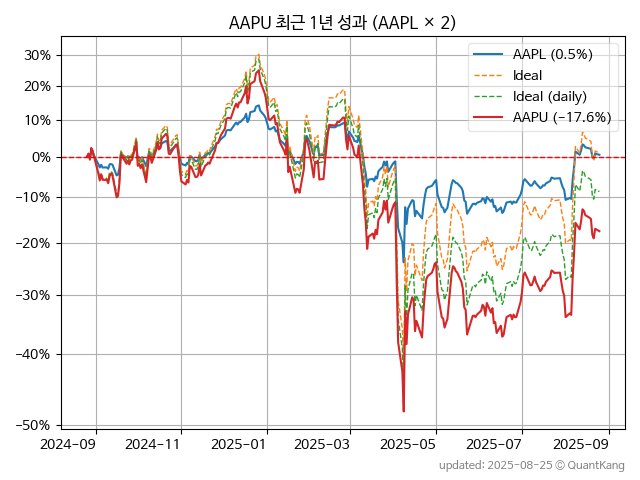 AAPU 최근 1년 성과 (AAPL × 2)
AAPL (0.5%)
Ideal
Ideal (daily)
AAPU (−17.6%)
30%
20%
10%
0%
−10%
−20%
−30%
−40%
−50%
2024−09
2024−11
2025−01
2025−03
2025−05
2025−07
2025−09
updated: 2025−08−25 ⓒ QuantKang